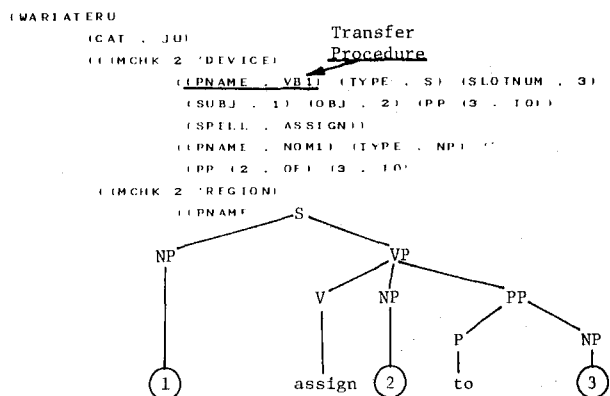 (WARIATERU
(CAT . JU)
(((MCHK 2 'DEVICE)
Transfer
Procedure
((PNAME . VB1) (TYPE . S) (SLOTNUM . 3)
(SUBJ . 1) (OBJ . 2) (PP (3 . TO))
(SPELL . ASSIGN))
((PNAME . NOM1) (TYPE . NP)
(PP (2 . OF) (3 . TO)
(((MCHK 2 'REGION)
((PNAME
S
NP VP
V NP PP
P NP
1 assign 2 to 3